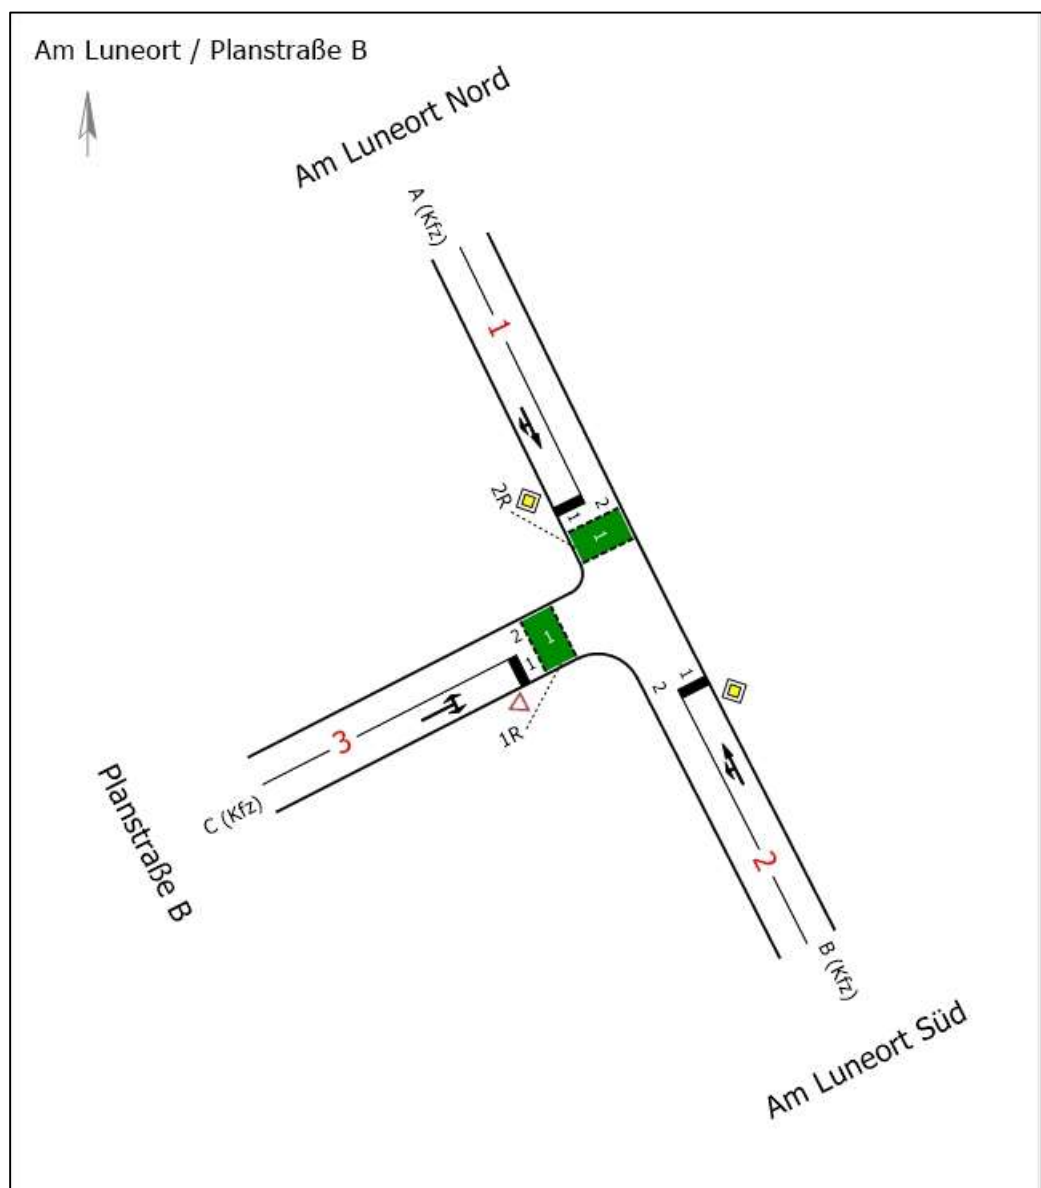 Am Luneort / Planstraße B
Am Luneort Nord
A (Kfz)
1
2R
1
2
1
2
1
1
1R
3
C (Kfz)
Planstraße B
2
1
2
B (Kfz)
Am Luneort Süd